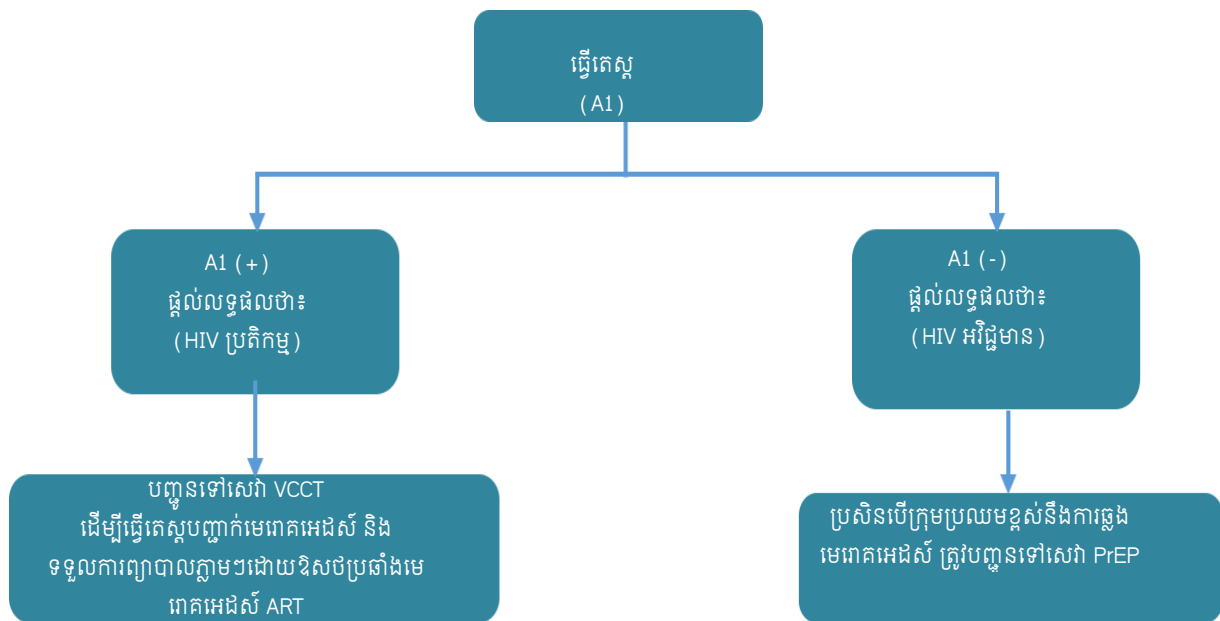 ធ្វើតេស្ត
(A1)
A1 (+)
ផ្តល់លទ្ធផលថា៖
(HIV ប្រតិកម្ម)
A1 (-)
ផ្តល់លទ្ធផលថា៖
(HIV អវិជ្ជមាន)
បញ្ជូនទៅសេវា VCCT
ដើម្បីធ្វើតេស្តបញ្ជាក់មេរោគអេដស៍ និង
ទទួលការព្យាបាលភ្លាមៗដោយឱសថប្រឆាំងមេ
រោគអេដស៍ ART
ប្រសិនបើក្រុមប្រឈមខ្ពស់នឹងការឆ្លង
មេរោគអេដស៍ ត្រូវបញ្ជូនទៅសេវា PrEP